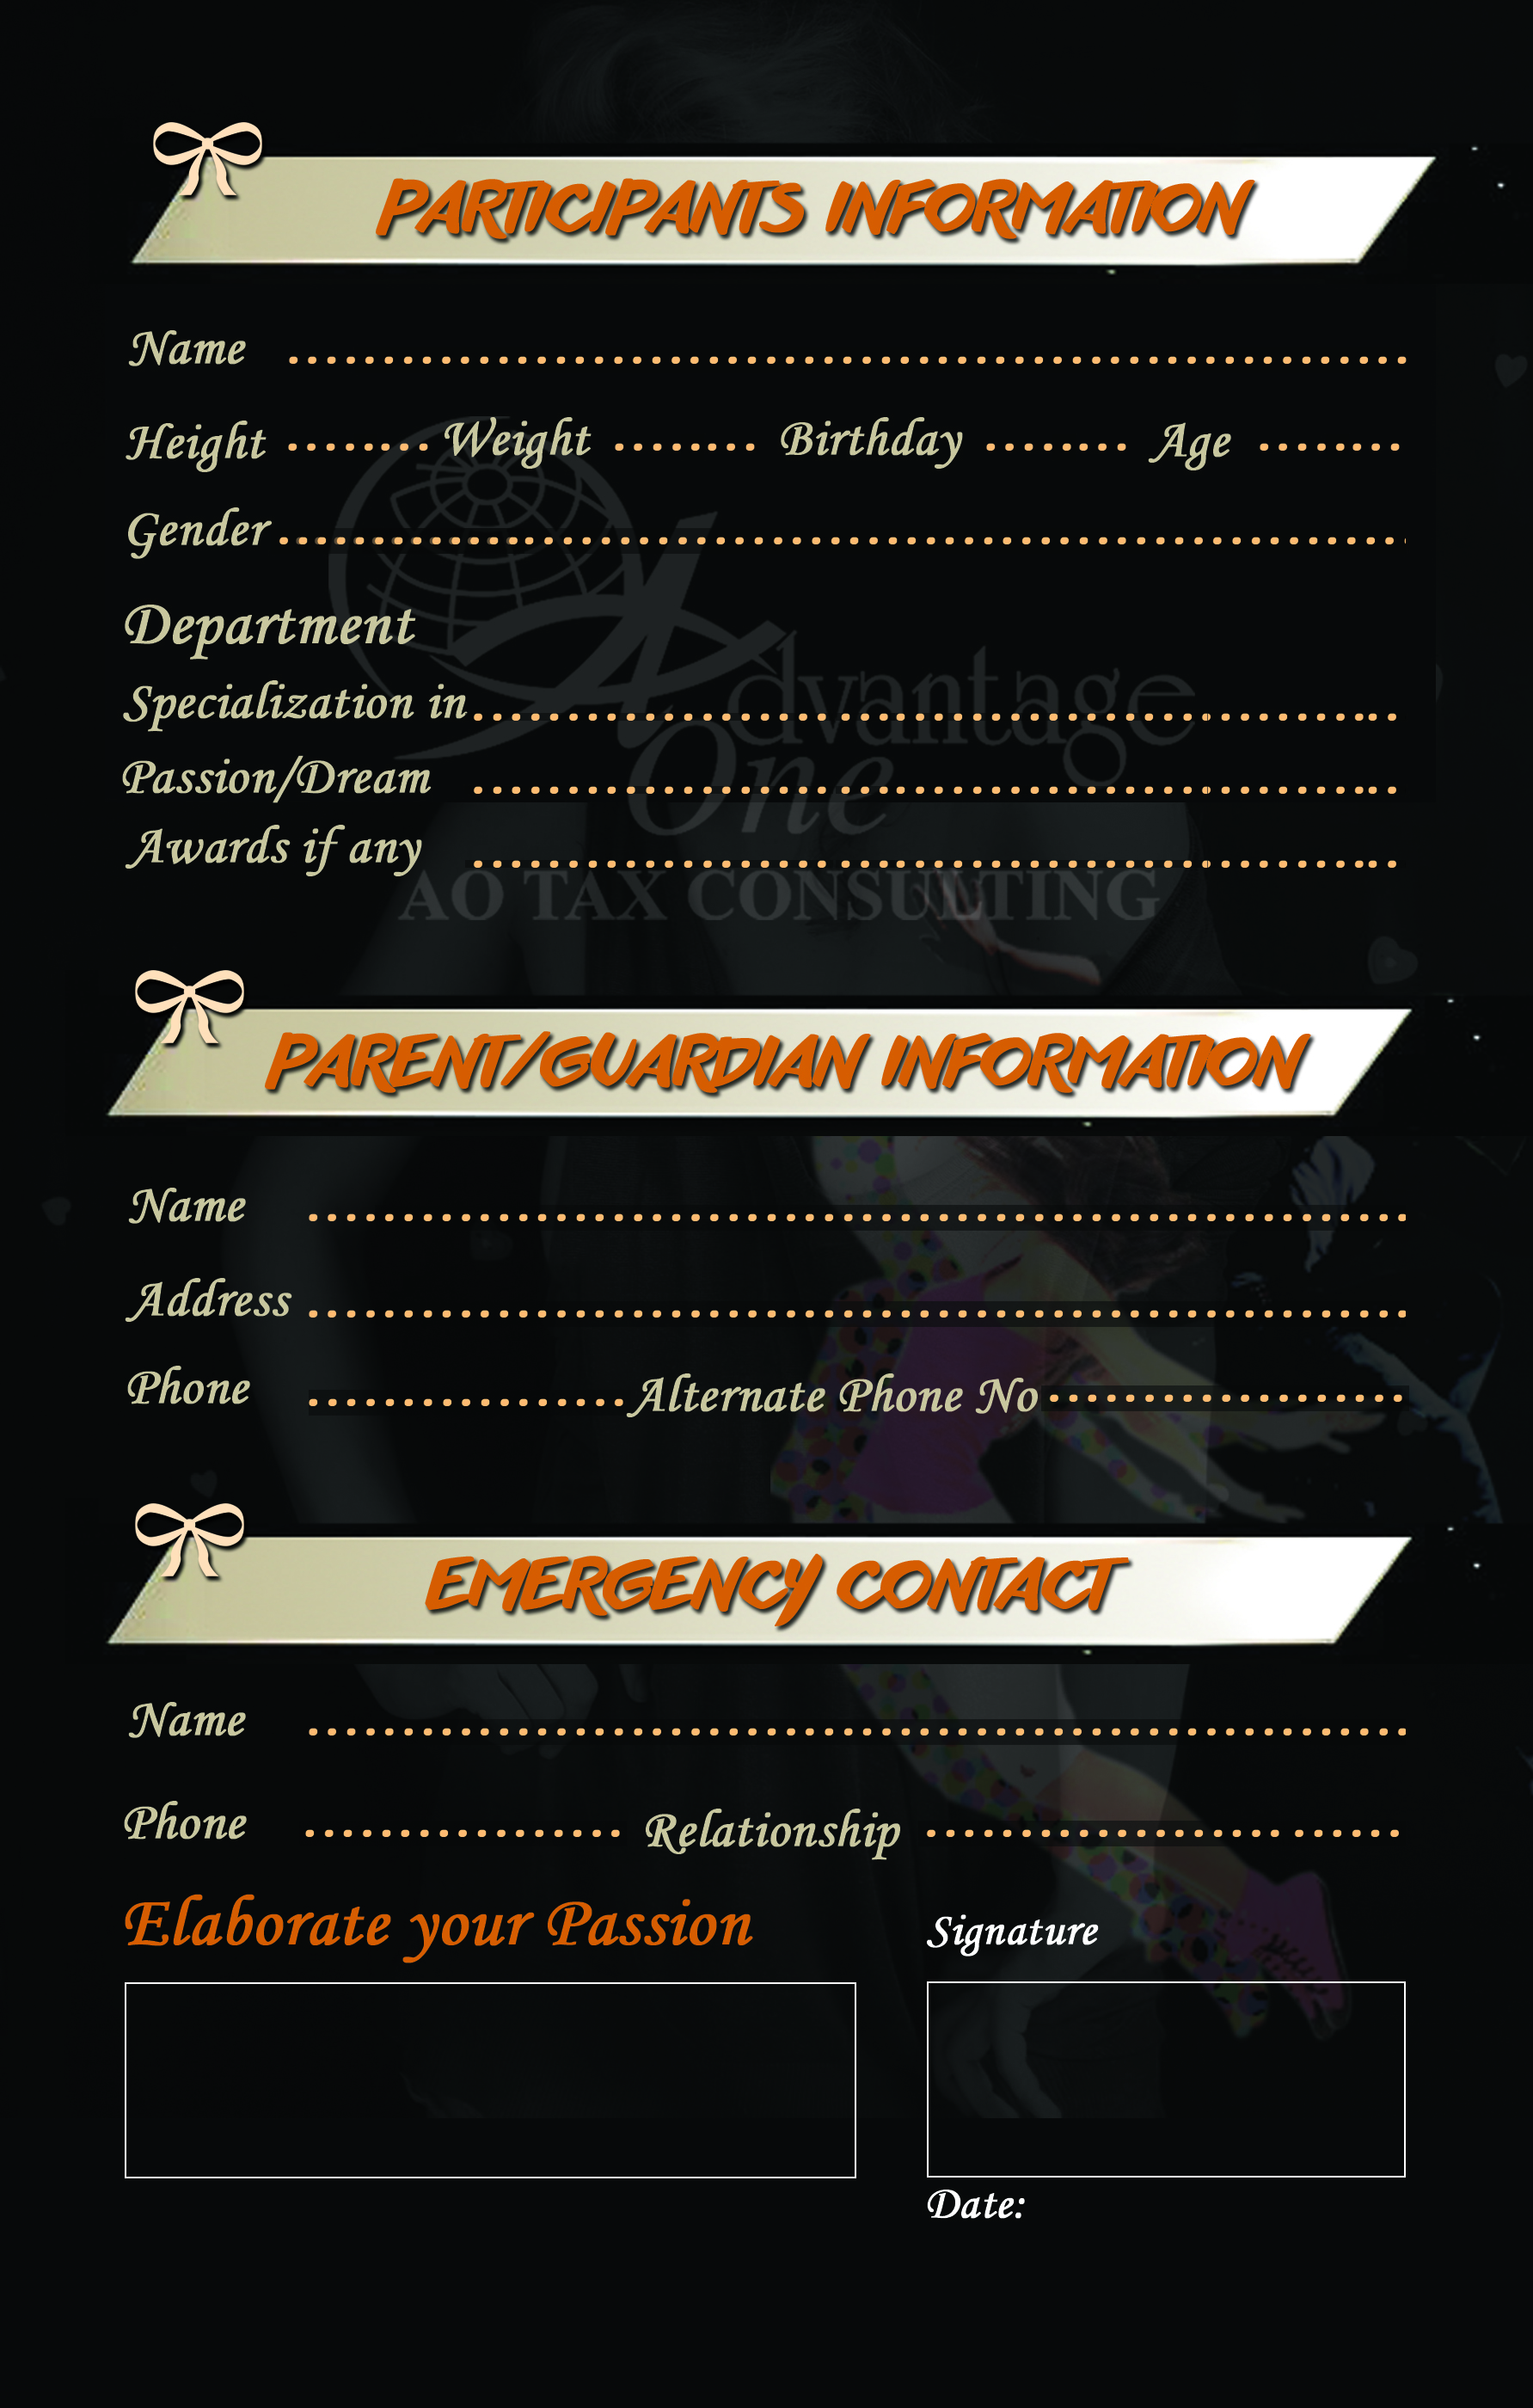 PARTICIPANTS INFORMATION
Name
Height Weight Birthday Age
Gender
Department
Specialization in
Passion/Dream
Awards if any
Advantage
One
AO TAX CONSULTING
PARENT/GUARDIAN INFORMATION
Name
Address
Phone Alternate Phone No
EMERGENCY CONTACT
Name
Phone Relationship
Elaborate your Passion Signature
Date: